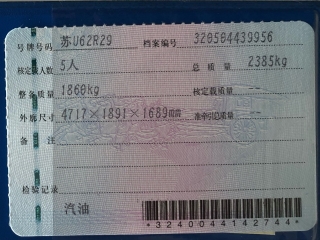 号牌号码 苏U62R29 档案编号 320504439956
核定载人数 5人 总质量 2385kg
整备质量 1860kg 核定载质量 --
外廓尺寸 4717×1891×1689mm 准牵引总质量 --
备注
检验记录
汽油
*3240044142744*